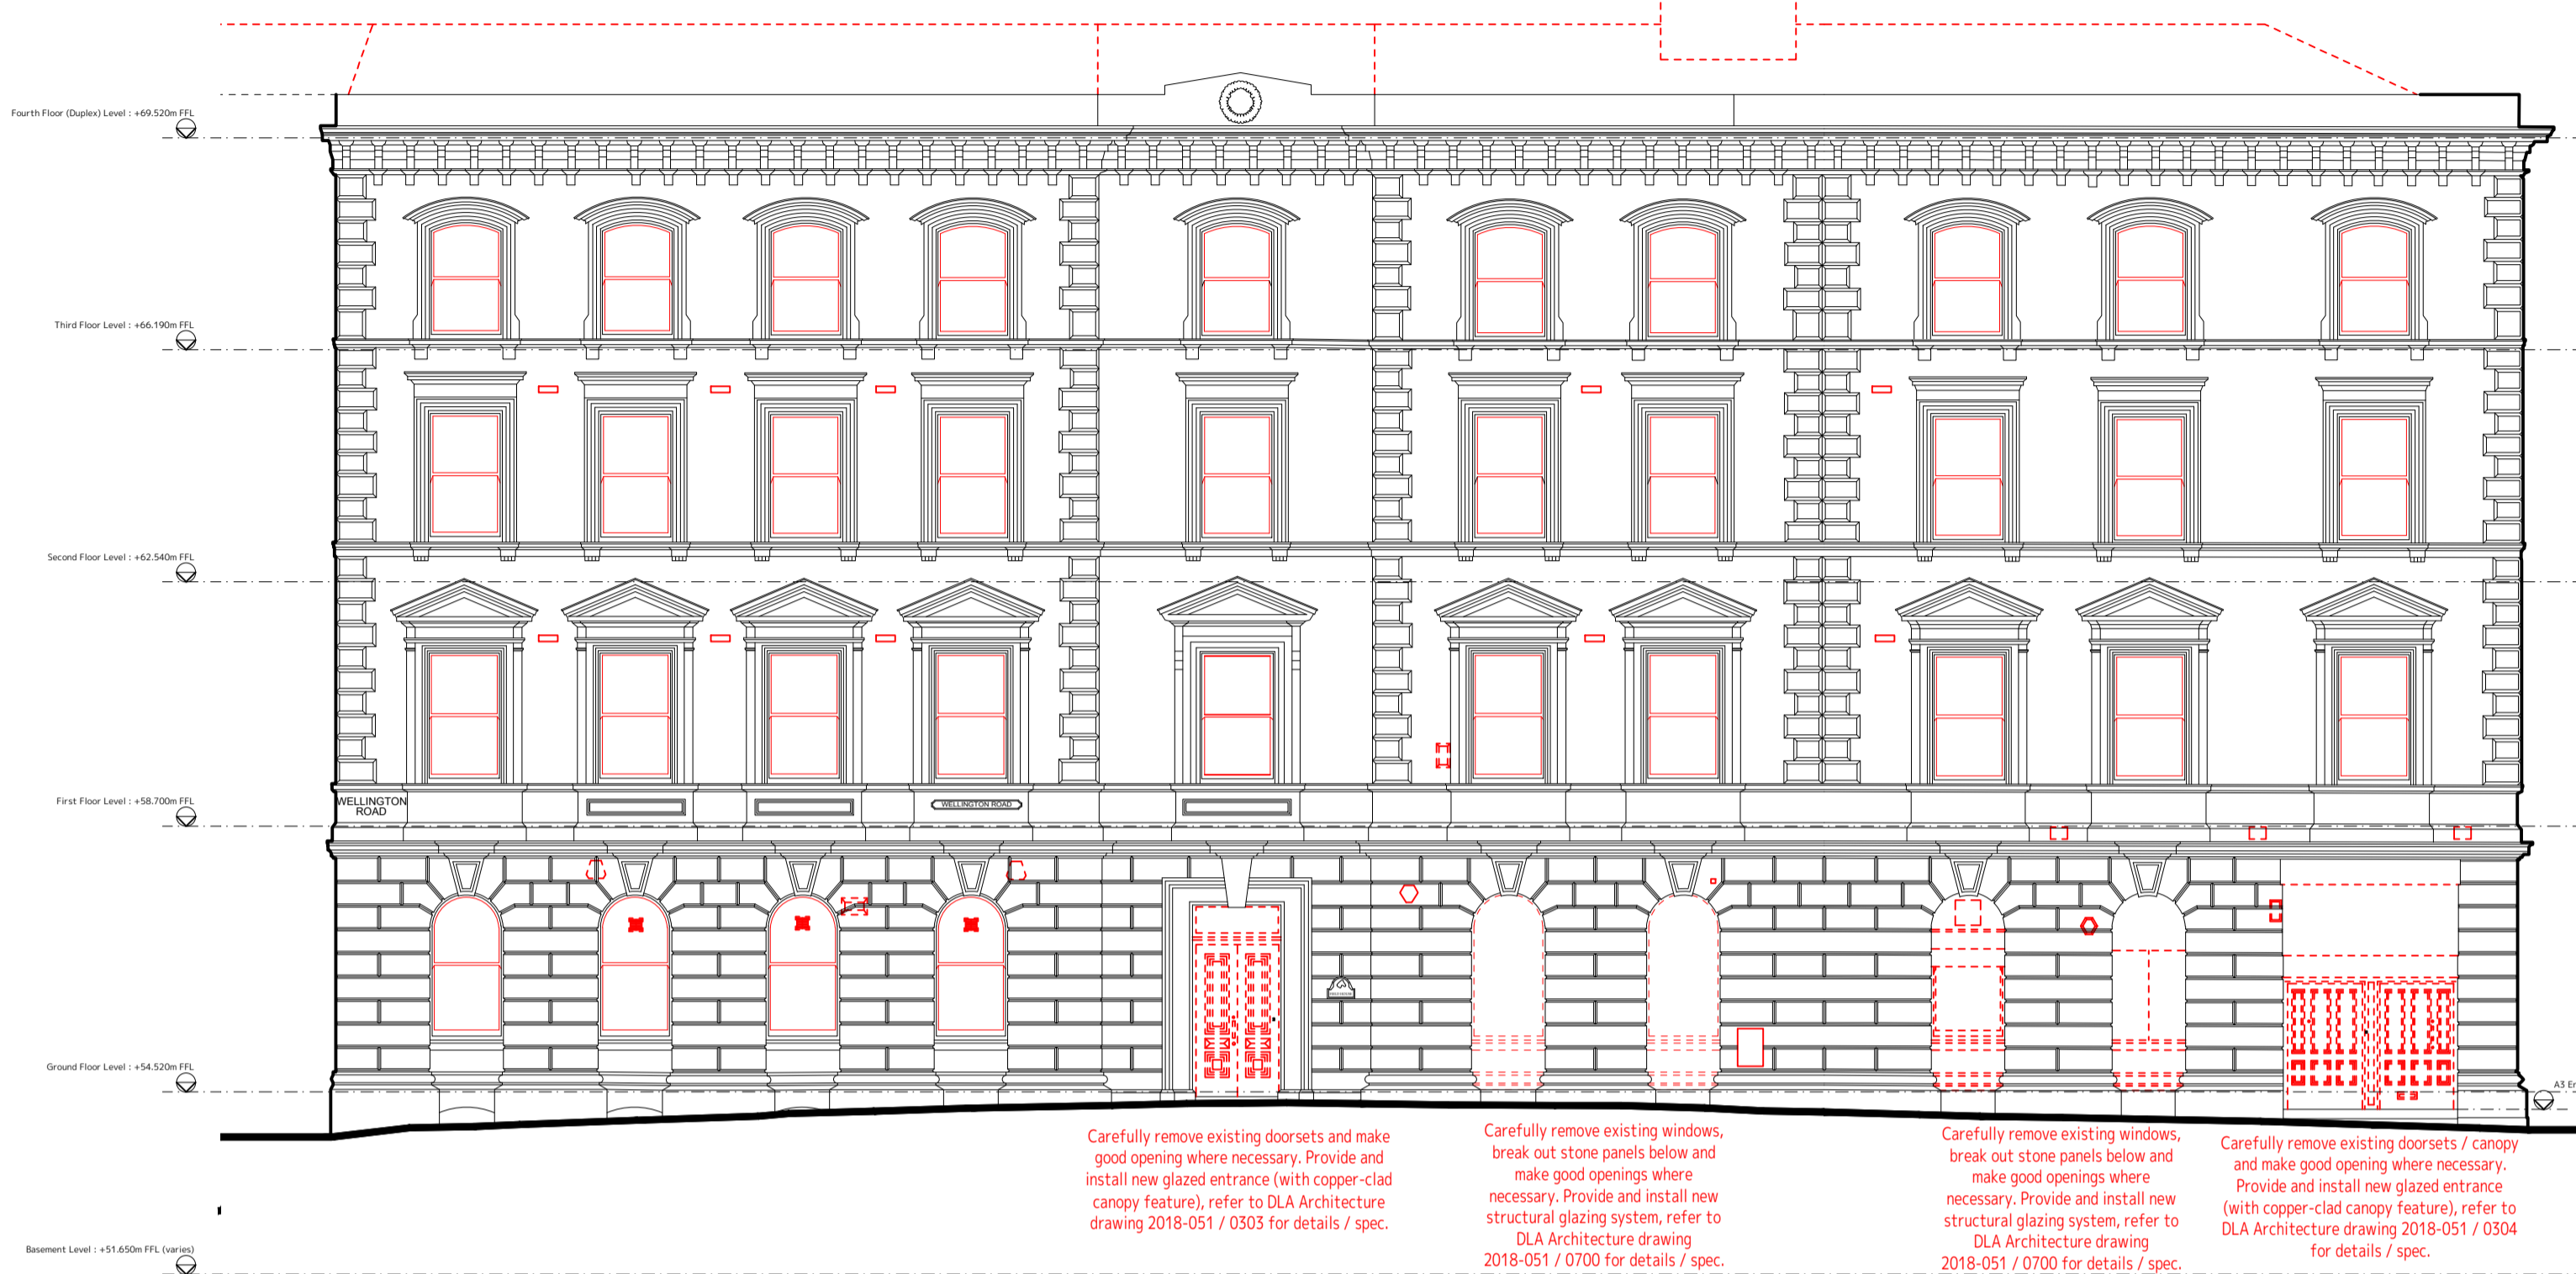 Fourth Floor (Duplex) Level : +69.520m FFL
Third Floor Level : +66.190m FFL
Second Floor Level : +62.540m FFL
First Floor Level : +58.700m FFL
WELLINGTON
ROAD
WELLINGTON ROAD
Ground Floor Level : +54.520m FFL
A3 En
Carefully remove existing doorsets and make
good opening where necessary. Provide and
install new glazed entrance (with copper-clad
canopy feature), refer to DLA Architecture
drawing 2018-051 / 0303 for details / spec.
Carefully remove existing windows,
break out stone panels below and
make good openings where
necessary. Provide and install new
structural glazing system, refer to
DLA Architecture drawing
2018-051 / 0700 for details / spec.
Carefully remove existing windows,
break out stone panels below and
make good openings where
necessary. Provide and install new
structural glazing system, refer to
DLA Architecture drawing
2018-051 / 0700 for details / spec.
Carefully remove existing doorsets / canopy
and make good opening where necessary.
Provide and install new glazed entrance
(with copper-clad canopy feature), refer to
DLA Architecture drawing 2018-051 / 0304
for details / spec.
Basement Level : +51.650m FFL (varies)